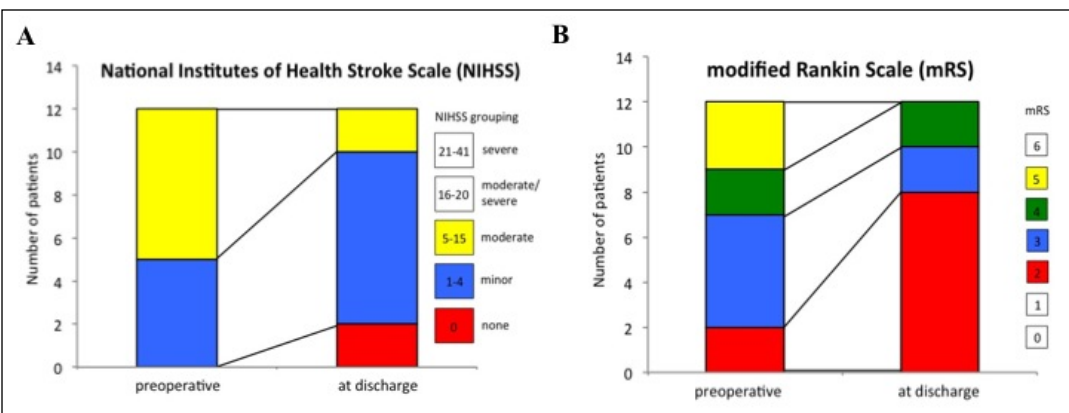 A
National Institutes of Health Stroke Scale (NIHSS)
14
12
10
8
6
4
2
0
Number of patients
preoperative
at discharge
NIHSS grouping
21-41 severe
16-20 moderate/
severe
5-15 moderate
1-4 minor
0 none
B
modified Rankin Scale (mRS)
14
12
10
8
6
4
2
0
Number of patients
preoperative
at discharge
mRS
6
5
4
3
2
1
0